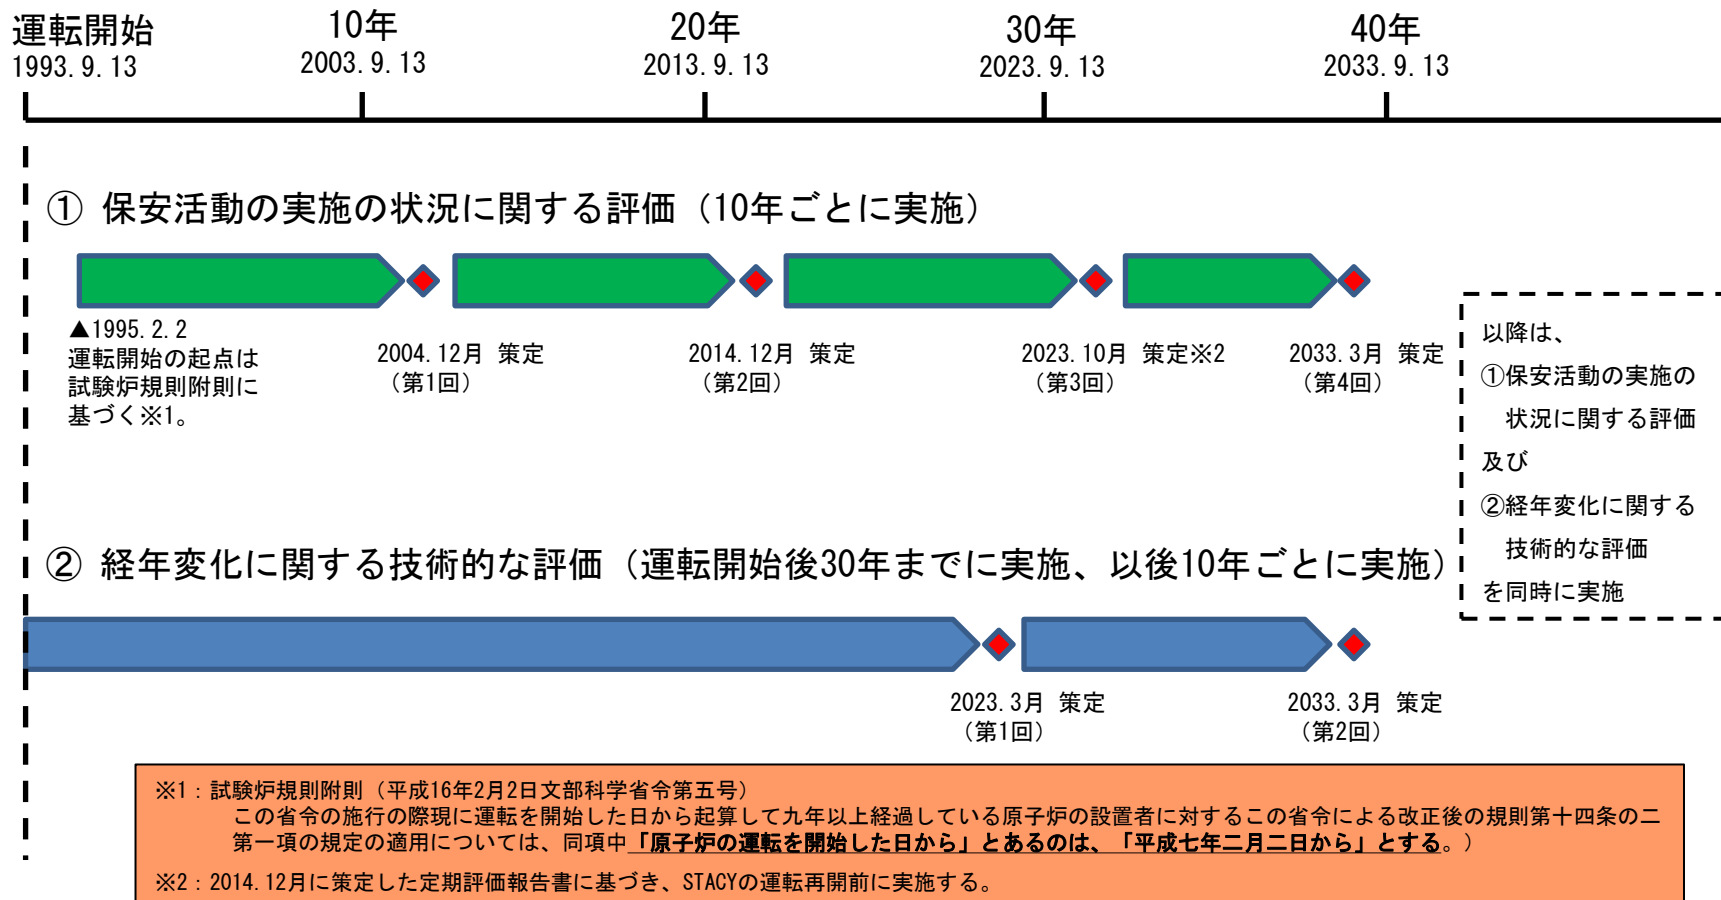 運転開始
1993.9.13
10年
2003.9.13
20年
2013.9.13
30年
2023.9.13
40年
2033.9.13
① 保安活動の実施の状況に関する評価（10年ごとに実施）
▲1995.2.2
運転開始の起点は
試験炉規則附則に
基づく※1。
2004.12月 策定
（第1回）
2014.12月 策定
（第2回）
2023.10月 策定※2
（第3回）
2033.3月 策定
（第4回）
以降は、
①保安活動の実施の
状況に関する評価
及び
②経年変化に関する
技術的な評価
を同時に実施
② 経年変化に関する技術的な評価（運転開始後30年までに実施、以後10年ごとに実施）
2023.3月 策定
（第1回）
2033.3月 策定
（第2回）
※1：試験炉規則附則（平成16年2月2日文部科学省令第五号）
この省令の施行の際現に運転を開始した日から起算して九年以上経過している原子炉の設置者に対するこの省令による改正後の規則第十四条の二
第一項の規定の適用については、同項中「原子炉の運転を開始した日から」とあるのは、「平成七年二月二日から」とする。）
※2：2014.12月に策定した定期評価報告書に基づき、STACYの運転再開前に実施する。